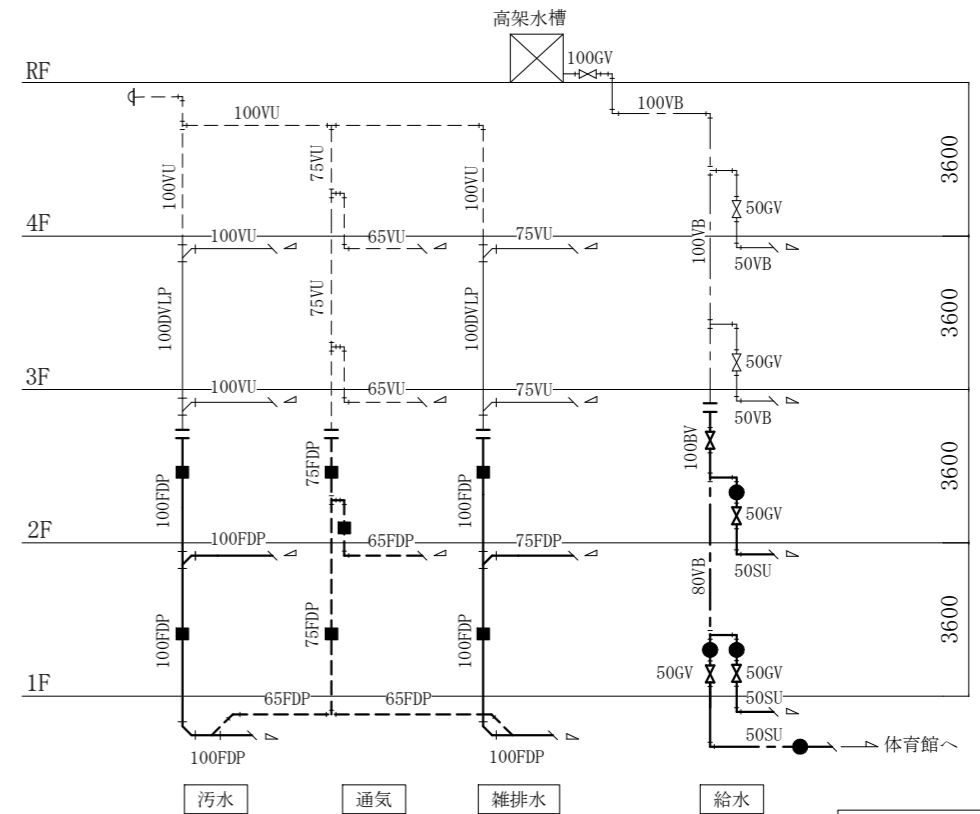 高架水槽
100GV
RF
100VU
100VB
100VU
75VU
100VU
3600
50GV
4F
100VU
65VU
75VU
100VB
50VB
100DVLP
75VU
100DVLP
3600
50GV
3F
100VU
65VU
75VU
50VB
100BV
100FDP
75FDP
100FDP
3600
50GV
2F
100FDP
65FDP
75FDP
50SU
80VB
100FDP
75FDP
100FDP
3600
50GV
50GV
1F
65FDP
65FDP
50SU
50SU
体育館へ
100FDP
100FDP
汚水
通気
雑排水
給水